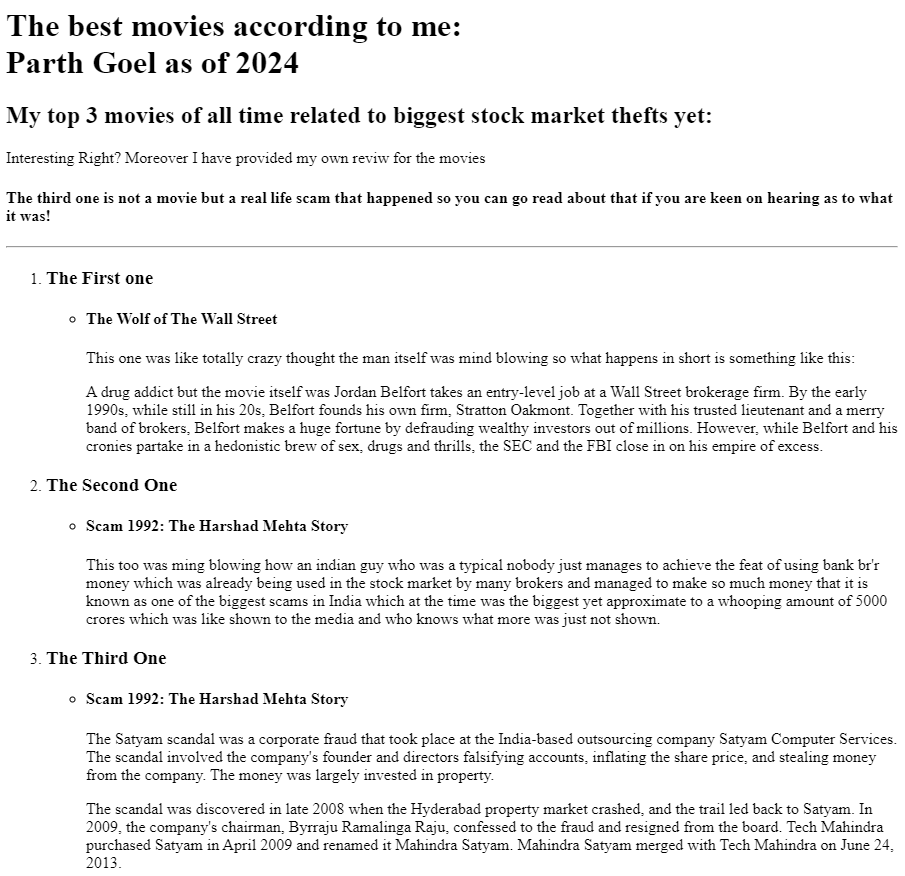 The best movies according to me:
Parth Goel as of 2024
My top 3 movies of all time related to biggest stock market thefts yet:
Interesting Right? Moreover I have provided my own reviw for the movies
The third one is not a movie but a real life scam that happened so you can go read about that if you are keen on hearing as to what
it was!
1. The First one
The Wolf of The Wall Street
This one was like totally crazy thought the man itself was mind blowing so what happens in short is something like this:
A drug addict but the movie itself was Jordan Belfort takes an entry-level job at a Wall Street brokerage firm. By the early
1990s, while still in his 20s, Belfort founds his own firm, Stratton Oakmont. Together with his trusted lieutenant and a merry
band of brokers, Belfort makes a huge fortune by defrauding wealthy investors out of millions. However, while Belfort and his
cronies partake in a hedonistic brew of sex, drugs and thrills, the SEC and the FBI close in on his empire of excess.
2. The Second One
Scam 1992: The Harshad Mehta Story
This too was ming blowing how an indian guy who was a typical nobody just manages to achieve the feat of using bank br'r
money which was already being used in the stock market by many brokers and managed to make so much money that it is
known as one of the biggest scams in India which at the time was the biggest yet approximate to a whooping amount of 5000
crores which was like shown to the media and who knows what more was just not shown.
3. The Third One
Scam 1992: The Harshad Mehta Story
The Satyam scandal was a corporate fraud that took place at the India-based outsourcing company Satyam Computer Services.
The scandal involved the company's founder and directors falsifying accounts, inflating the share price, and stealing money
from the company. The money was largely invested in property.
The scandal was discovered in late 2008 when the Hyderabad property market crashed, and the trail led back to Satyam. In
2009, the company's chairman, Byrraju Ramalinga Raju, confessed to the fraud and resigned from the board. Tech Mahindra
purchased Satyam in April 2009 and renamed it Mahindra Satyam. Mahindra Satyam merged with Tech Mahindra on June 24,
2013.